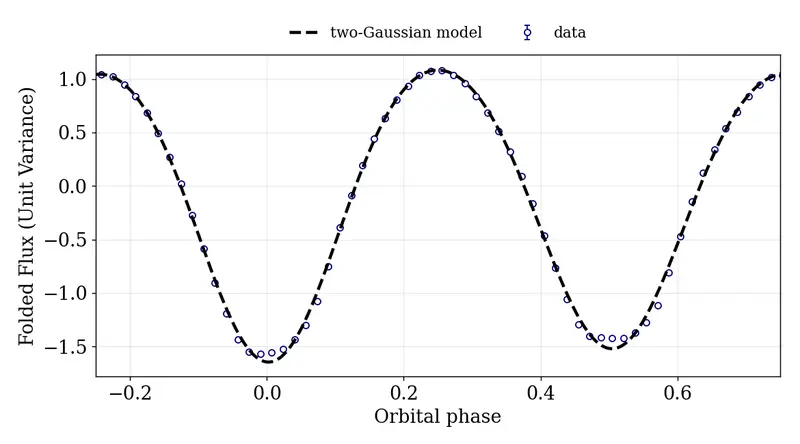 two-Gaussian model
data
Folded Flux (Unit Variance)
1.0
0.5
0.0
−0.5
−1.0
−1.5
−0.2
0.0
0.2
0.4
0.6
Orbital phase